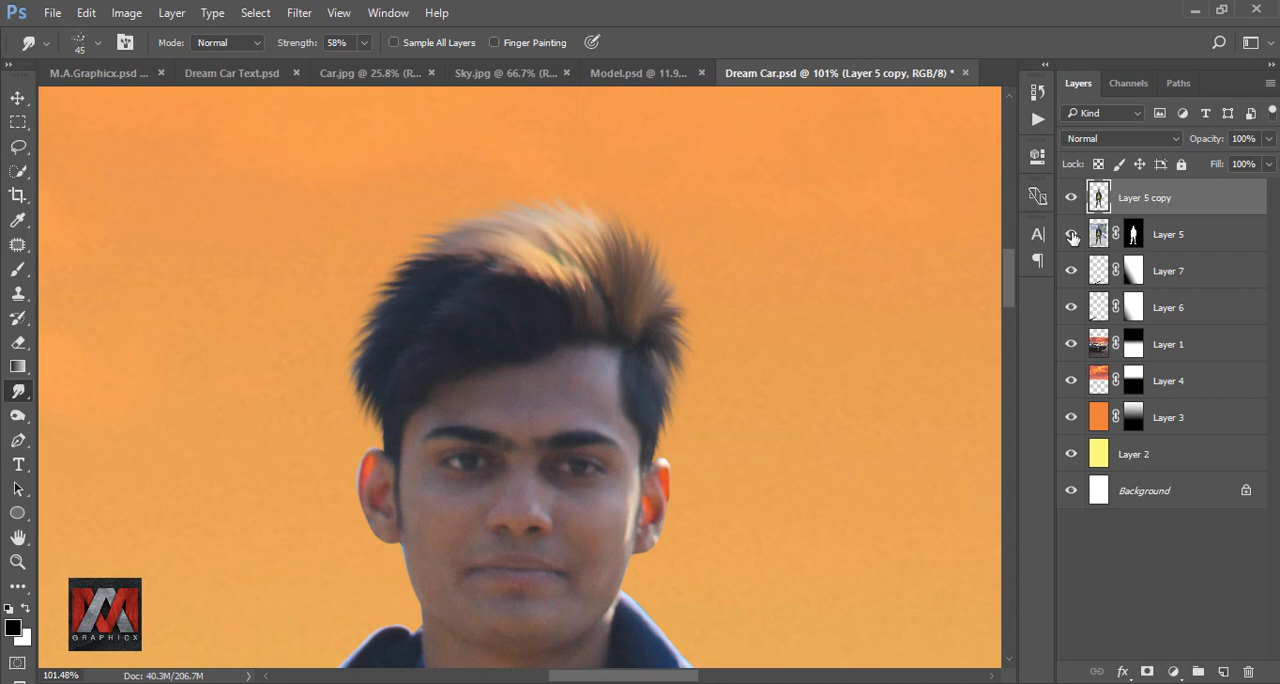 Ps File Edit Image Layer Type Select Filter View Window Help
45 Mode: Normal Strength: 58% Sample All Layers Finger Painting
M.A.Graphicx.psd ... × Dream Car Text.psd × Car.jpg @ 25.8% (R... × Sky.jpg @ 66.7% (R... × Model.psd @ 11.9... × Dream Car.psd @ 101% (Layer 5 copy, RGB/8) * ×
Layers Channels Paths
Kind
Normal Opacity: 100%
Lock: Fill: 100%
Layer 5 copy
Layer 5
Layer 7
Layer 6
Layer 1
Layer 4
Layer 3
Layer 2
Background
MA
GRAPHICX
101.48% Doc: 40.3M/206.7M